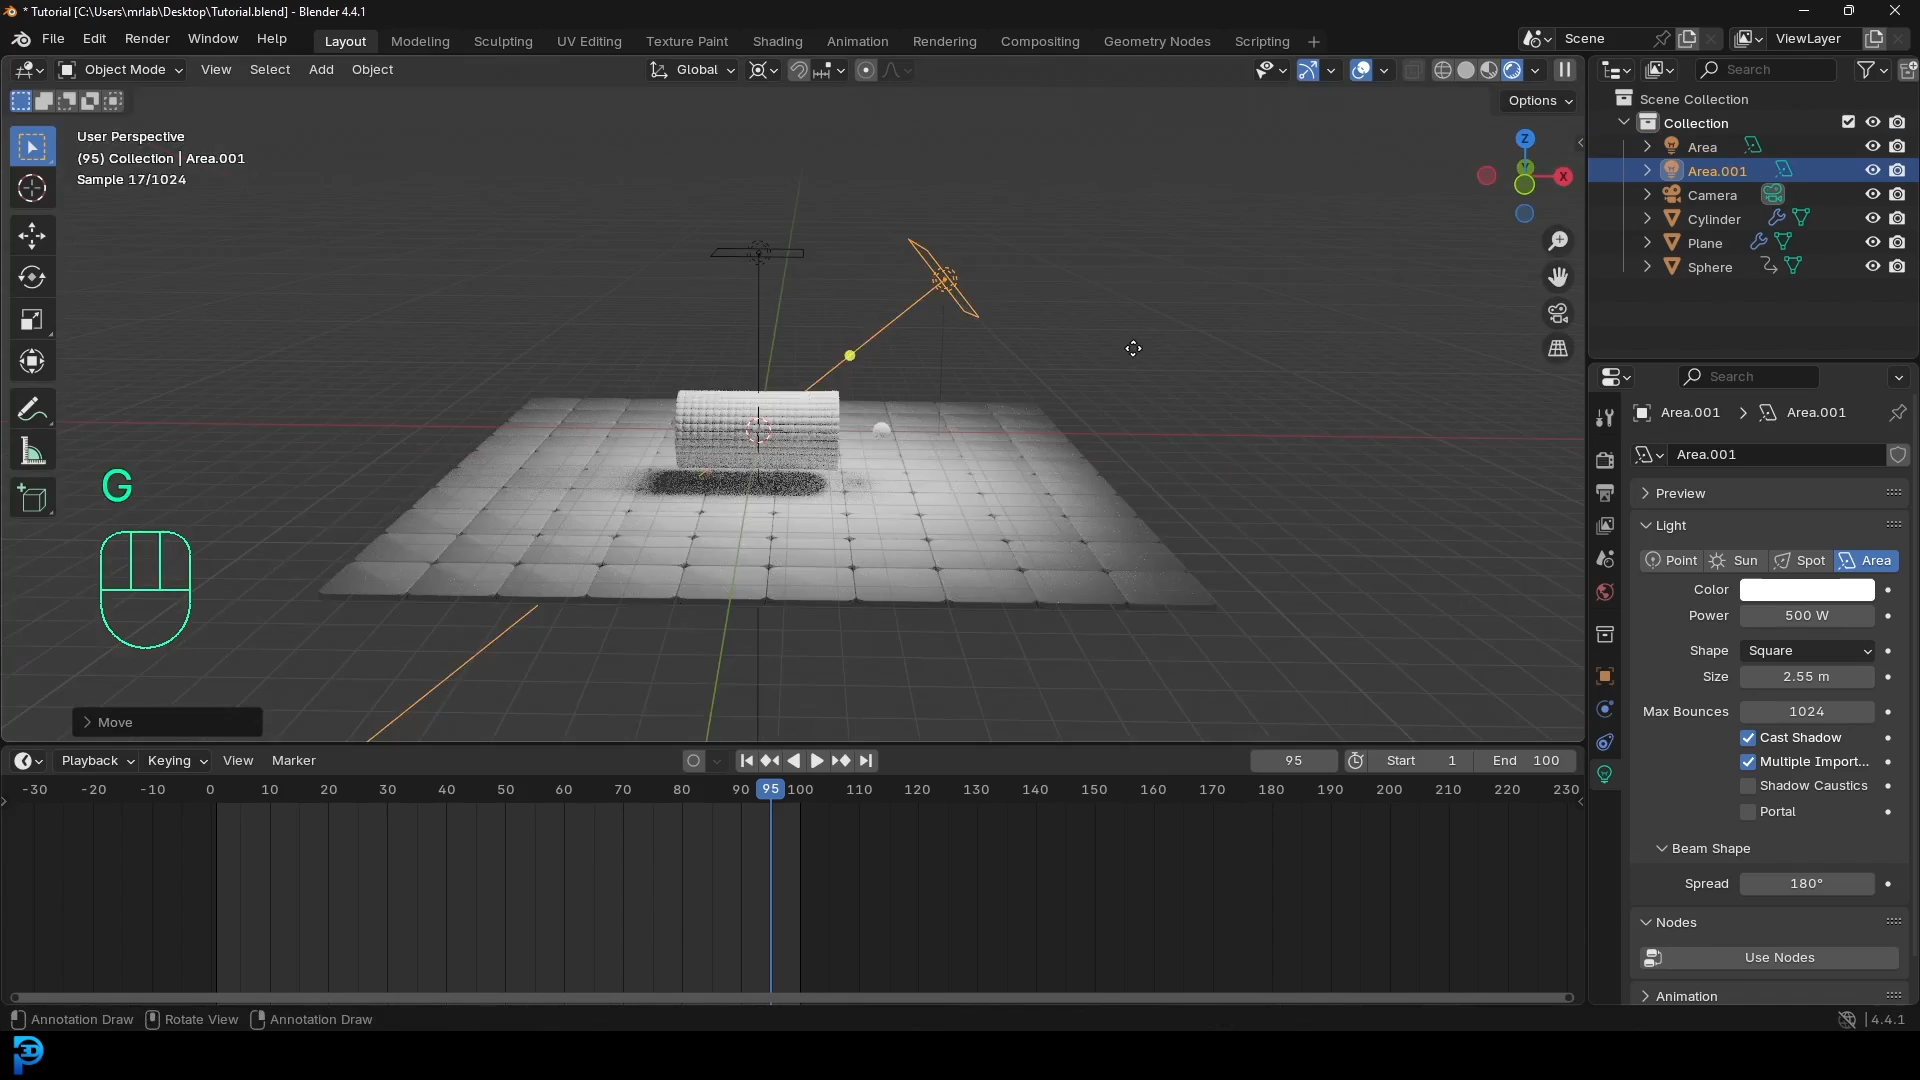 * Tutorial [C:\Users\mrlab\Desktop\Tutorial.blend] - Blender 4.4.1
File Edit Render Window Help Layout Modeling Sculpting UV Editing Texture Paint Shading Animation Rendering Compositing Geometry Nodes Scripting + Scene ViewLayer
Object Mode View Select Add Object Global Search
Options
User Perspective
(95) Collection | Area.001
Sample 17/1024
Z
X
G
Move
Scene Collection
Collection
Area
Area.001
Camera
Cylinder
Plane
Sphere
Search
Area.001 > Area.001
Area.001
Preview
Light
Point Sun Spot Area
Color
Power 500 W
Shape Square
Size 2.55 m
Max Bounces 1024
Cast Shadow
Multiple Import...
Shadow Caustics
Portal
Beam Shape
Spread 180°
Nodes
Use Nodes
Animation
Playback Keying View Marker 95 Start 1 End 100
-30 -20 -10 0 10 20 30 40 50 60 70 80 90 95 100 110 120 130 140 150 160 170 180 190 200 210 220 230
Annotation Draw Rotate View Annotation Draw 4.4.1